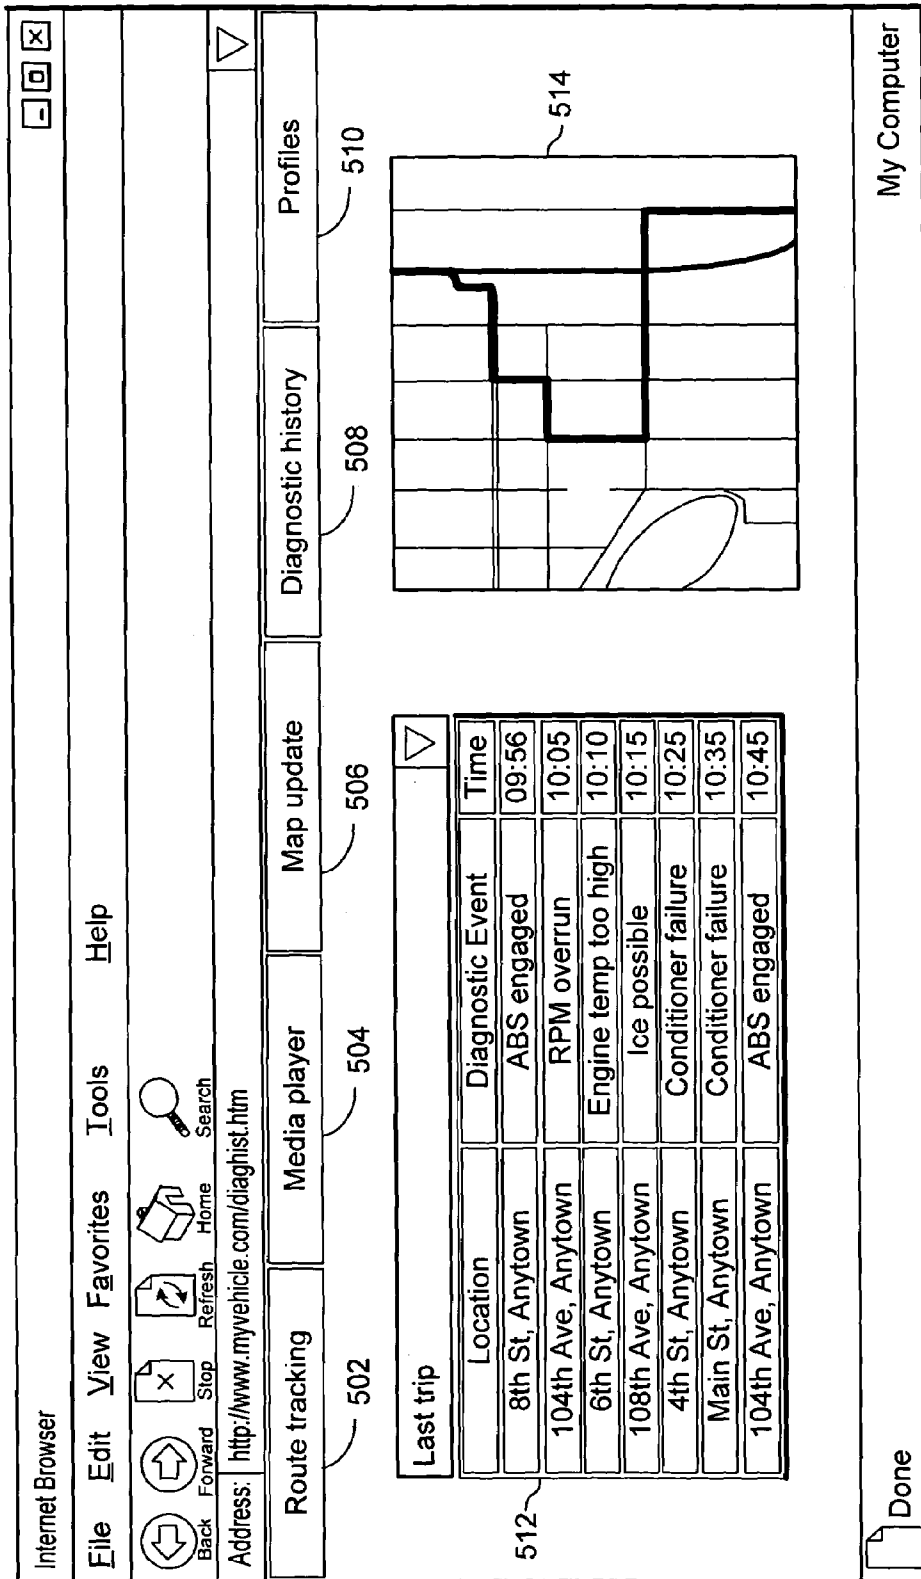 Internet Browser
File Edit View Favorites Tools Help
Back Forward Stop Refresh Home Search
Address: http://www.myvehicle.com/diaghist.htm
Route tracking Media player Map update Diagnostic history Profiles
502 504 506 508 510
Last trip
Location Diagnostic Event Time
8th St, Anytown ABS engaged 09:56
104th Ave, Anytown RPM overrun 10:05
6th St, Anytown Engine temp too high 10:10
108th Ave, Anytown Ice possible 10:15
4th St, Anytown Conditioner failure 10:25
Main St, Anytown Conditioner failure 10:35
104th Ave, Anytown ABS engaged 10:45
512
514
Done My Computer